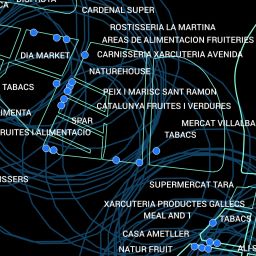 CARDENAL SUPER
ROSTISSERIA LA MARTINA
AREAS DE ALIMENTACION FRUITERIES
DIA MARKET
CARNISSERIA XARCUTERIA AVENIDA
NATUREHOUSE
TABACS
PEIX I MARISC SANT RAMON
CATALUNYA FRUITES I VERDURES
IMENTA
SPAR
MERCAT VILLALBA
RUITES I ALIMENTACIO
TABACS
ISSERS
SUPERMERCAT TARA
XARCUTERIA PRODUCTES GALLECS
MEAL AND 1
TABACS
CASA AMETLLER
NATUR FRUIT